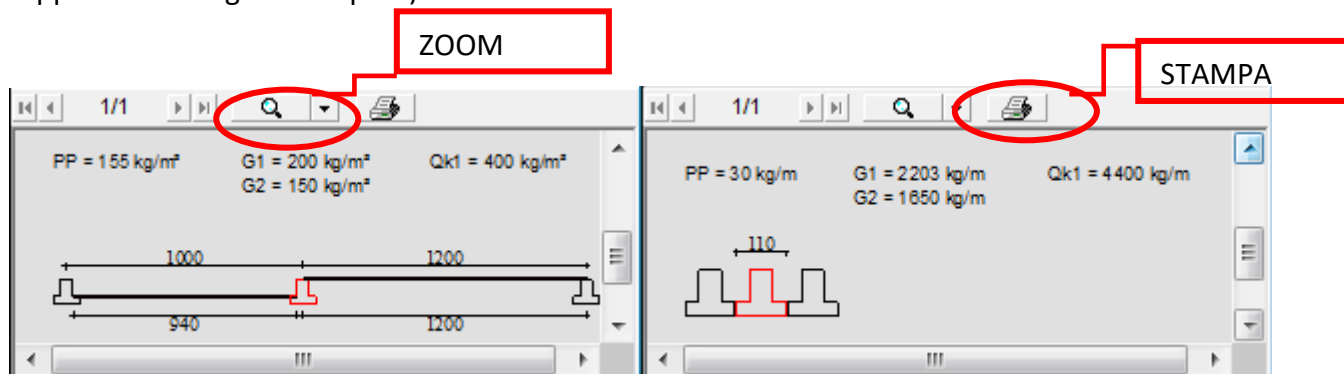 ZOOM
STAMPA
1/1
PP = 155 kg/m² G1 = 200 kg/m² Qk1 = 400 kg/m²
G2 = 150 kg/m²
1000 1200
940 1200
1/1
PP = 30 kg/m G1 = 2203 kg/m Qk1 = 4400 kg/m
G2 = 1650 kg/m
110